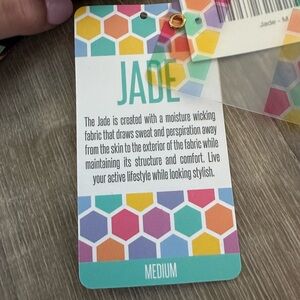 Jade - M
JADE
The Jade is created with a moisture wicking
fabric that draws sweat and perspiration away
from the skin to the exterior of the fabric while
maintaining its structure and comfort. Live
your active lifestyle while looking stylish.
MEDIUM